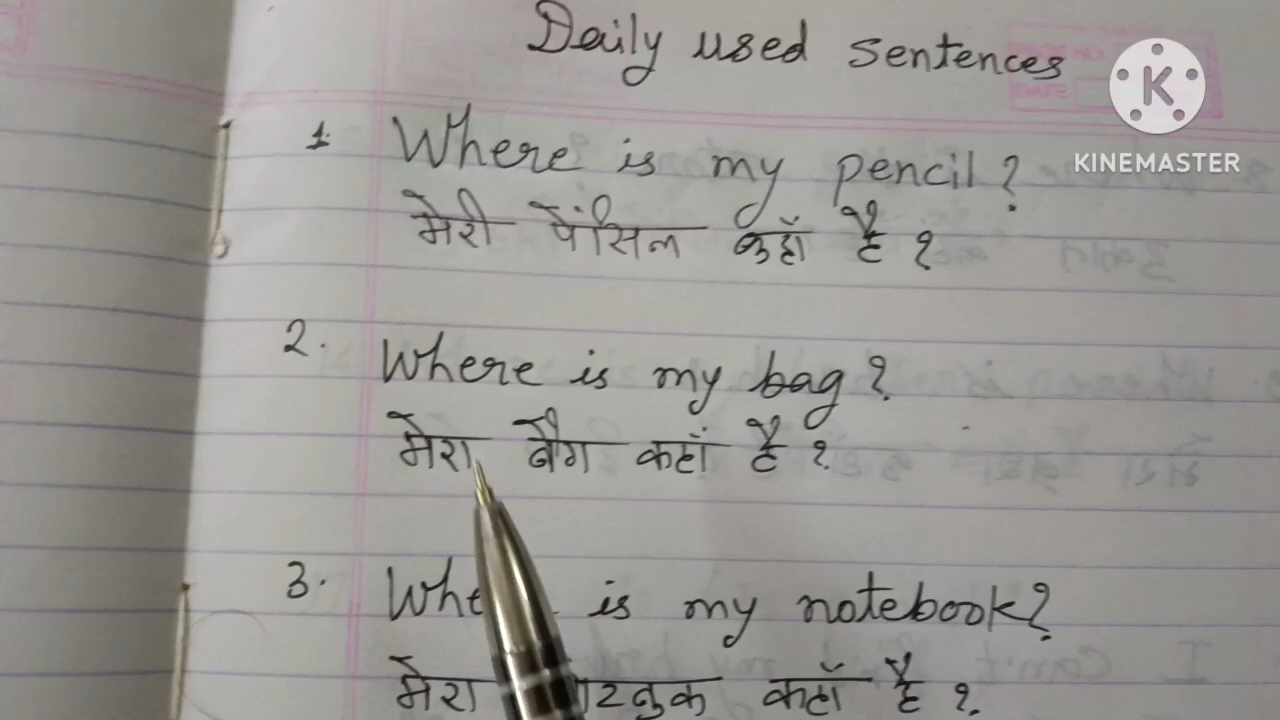 Daily used sentences
K
KINEMASTER
1. Where is my pencil?
मेरी पेंसिल कहाँ है ?
2. Where is my bag?
मेरा बैग कहाँ है ?
3. is my notebook?
मेरा कहाँ है ?